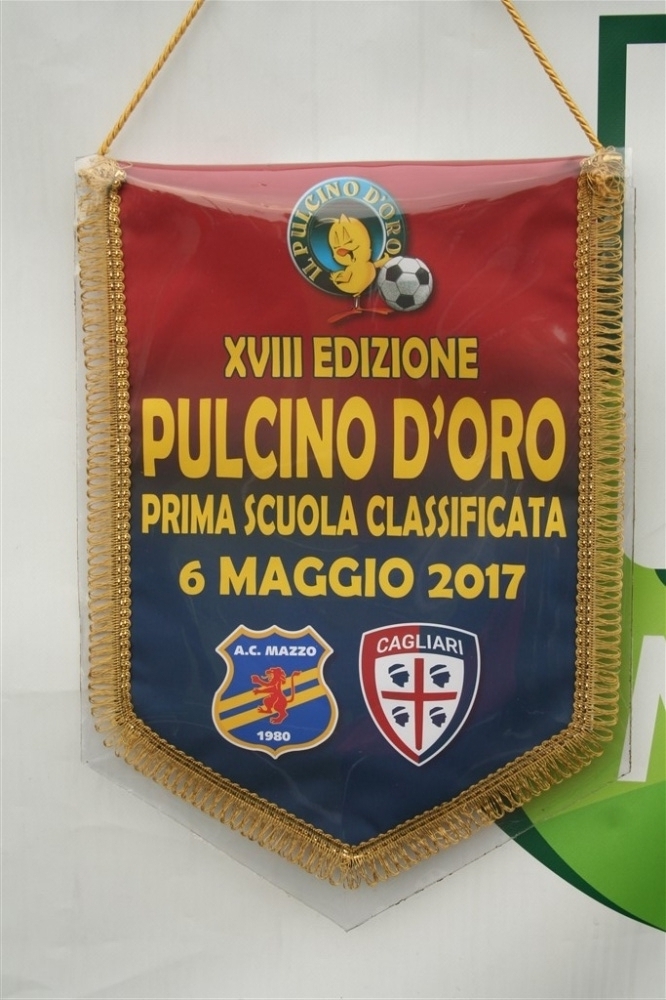 IL PULCINO D'ORO
XVIII EDIZIONE
PULCINO D'ORO
PRIMA SCUOLA CLASSIFICATA
6 MAGGIO 2017
A.C. MAZZO
1980
CAGLIARI